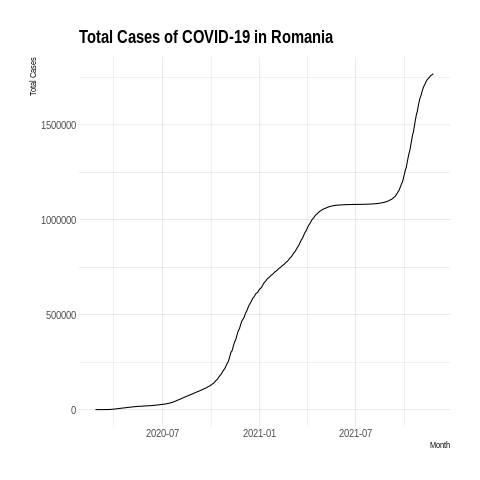 Total Cases of COVID-19 in Romania
Total Cases
1500000
1000000
500000
0
2020-07 2021-01 2021-07
Month